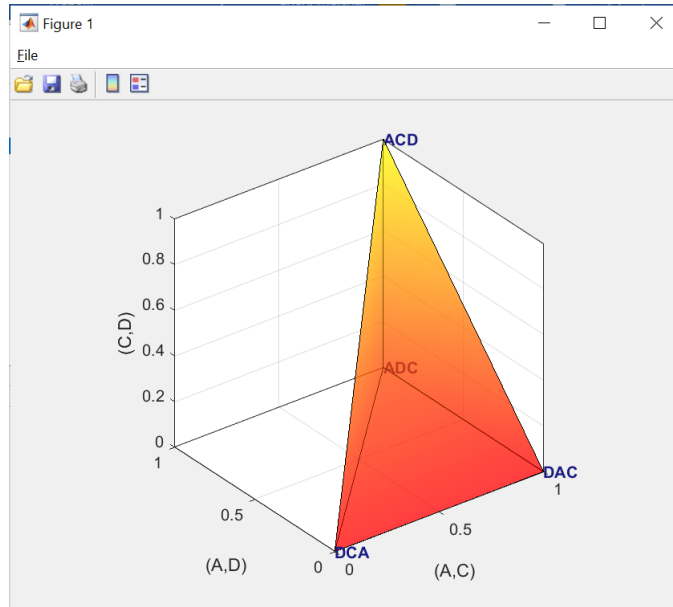 Figure 1
File
ACD
1
0.8
0.6
0.4
0.2
0
(C,D)
ADC
1
0.5
0
(A,D)
DAC
1
0.5
0
(A,C)
DCA